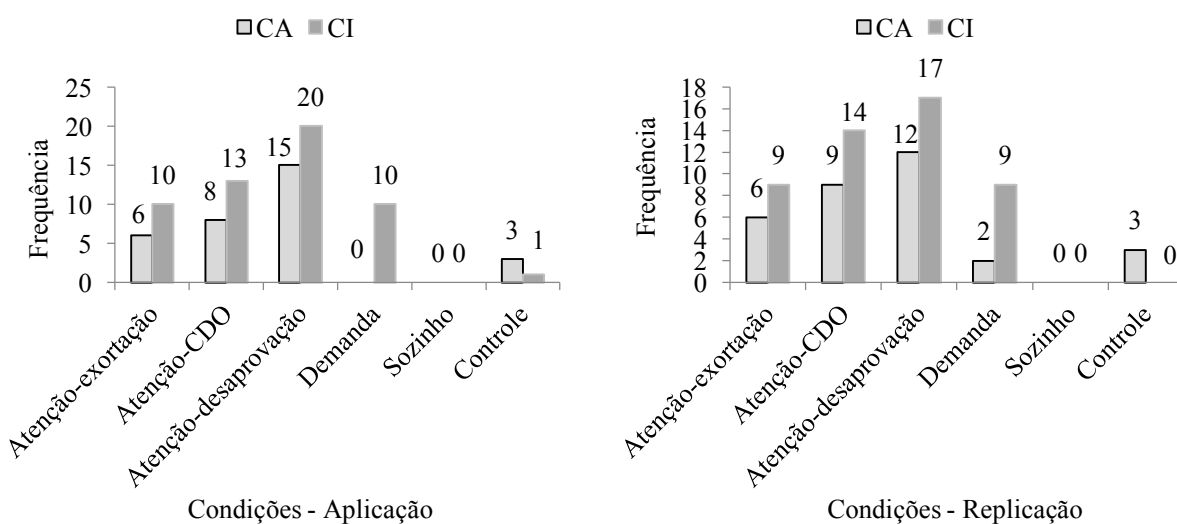 CA CI
Frequência
25
20
15
10
5
0
6 10 8 13 15 20 0 10 0 0 3 1
Atenção-exortação
Atenção-CDO
Atenção-desaprovação
Demanda
Sozinho
Controle
Condições - Aplicação
CA CI
Frequência
18
16
14
12
10
8
6
4
2
0
6 9 9 14 12 17 2 9 0 0 3 0
Atenção-exortação
Atenção-CDO
Atenção-desaprovação
Demanda
Sozinho
Controle
Condições - Replicação